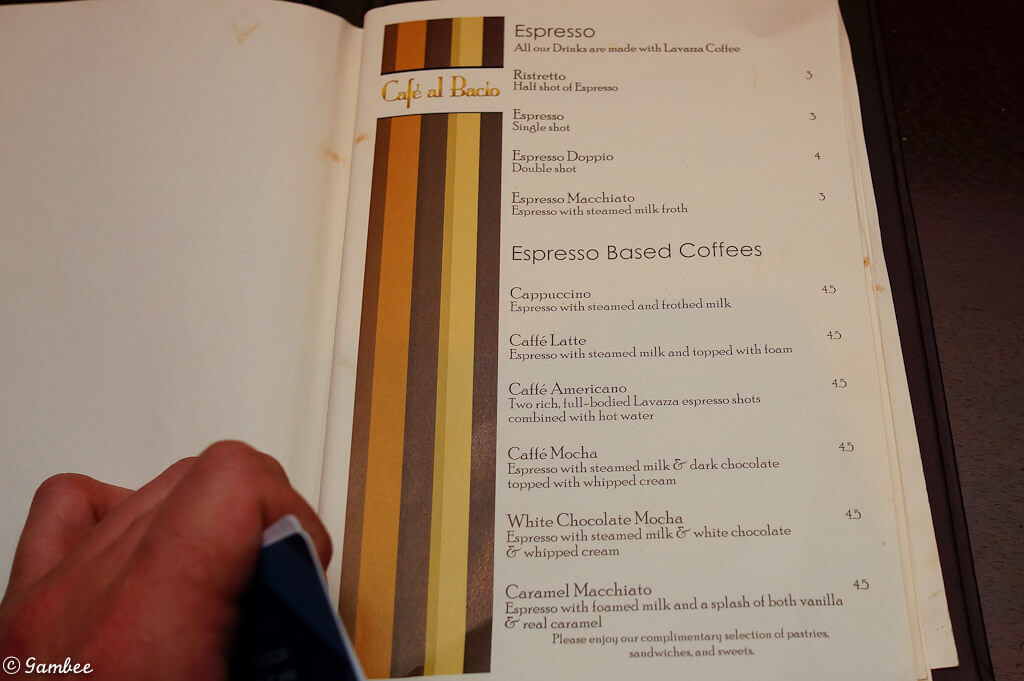 Café al Bacio
Espresso
All our Drinks are made with Lavazza Coffee
Ristretto 3
Half shot of Espresso
Espresso 3
Single shot
Espresso Doppio 4
Double shot
Espresso Macchiato 3
Espresso with steamed milk froth
Espresso Based Coffees
Cappuccino 4.5
Espresso with steamed and frothed milk
Caffé Latte 4.5
Espresso with steamed milk and topped with foam
Caffé Americano 4.5
Two rich, full-bodied Lavazza espresso shots
combined with hot water
Caffé Mocha 4.5
Espresso with steamed milk & dark chocolate
topped with whipped cream
White Chocolate Mocha 4.5
Espresso with steamed milk & white chocolate
& whipped cream
Caramel Macchiato 4.5
Espresso with foamed milk and a splash of both vanilla
& real caramel
Please enjoy our complimentary selection of pastries,
sandwiches, and sweets.
© Gambee